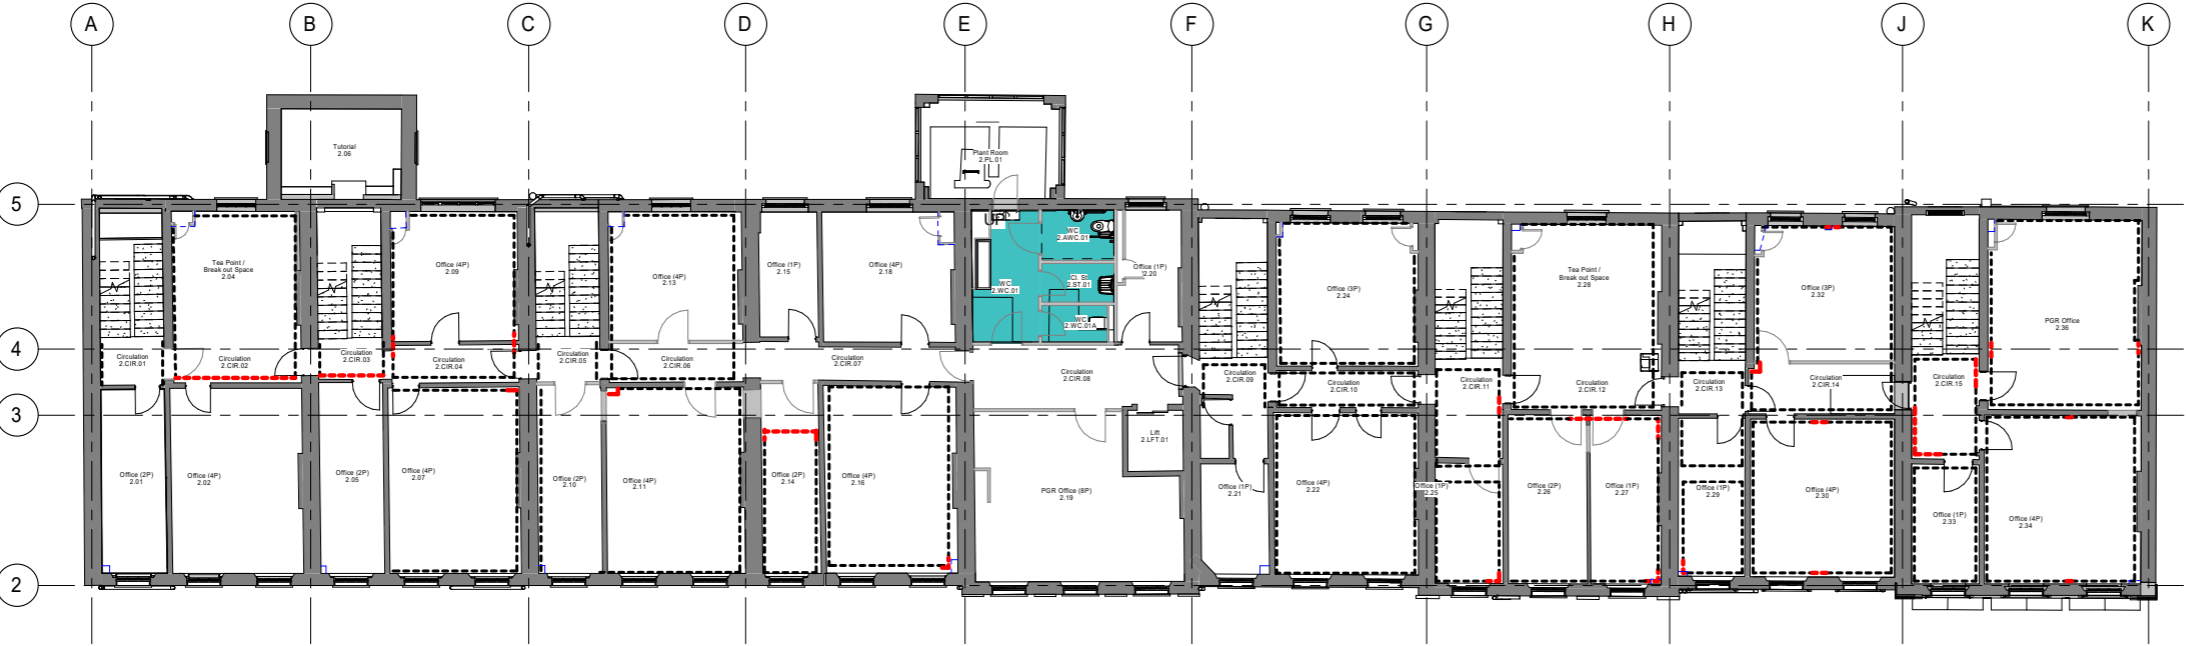 A
B
C
D
E
F
G
H
J
K
5
4
3
2
Tutorial
2.06
Plant Room
2.PL.01
Tea Point /
Break out Space
2.04
Office (4P)
2.09
Office (4P)
2.13
Office (1P)
2.15
Office (4P)
2.18
WC
2.AWC.01
WC
2.WC.01
CL St
2.ST.01
WC
2.WC.01A
Office (1P)
2.20
Office (3P)
2.24
Tea Point /
Break out Space
2.28
Office (3P)
2.32
PGR Office
2.36
Circulation
2.CIR.01
Circulation
2.CIR.02
Circulation
2.CIR.03
Circulation
2.CIR.04
Circulation
2.CIR.05
Circulation
2.CIR.06
Circulation
2.CIR.07
Circulation
2.CIR.08
Circulation
2.CIR.09
Circulation
2.CIR.10
Circulation
2.CIR.11
Circulation
2.CIR.12
Circulation
2.CIR.13
Circulation
2.CIR.14
Circulation
2.CIR.15
Lift
2.LFT.01
Office (2P)
2.01
Office (4P)
2.02
Office (2P)
2.05
Office (4P)
2.07
Office (2P)
2.10
Office (4P)
2.11
Office (2P)
2.14
Office (4P)
2.16
PGR Office (8P)
2.19
Office (1P)
2.21
Office (4P)
2.22
Office (1P)
2.25
Office (2P)
2.26
Office (1P)
2.27
Office (1P)
2.29
Office (4P)
2.30
Office (1P)
2.33
Office (4P)
2.34